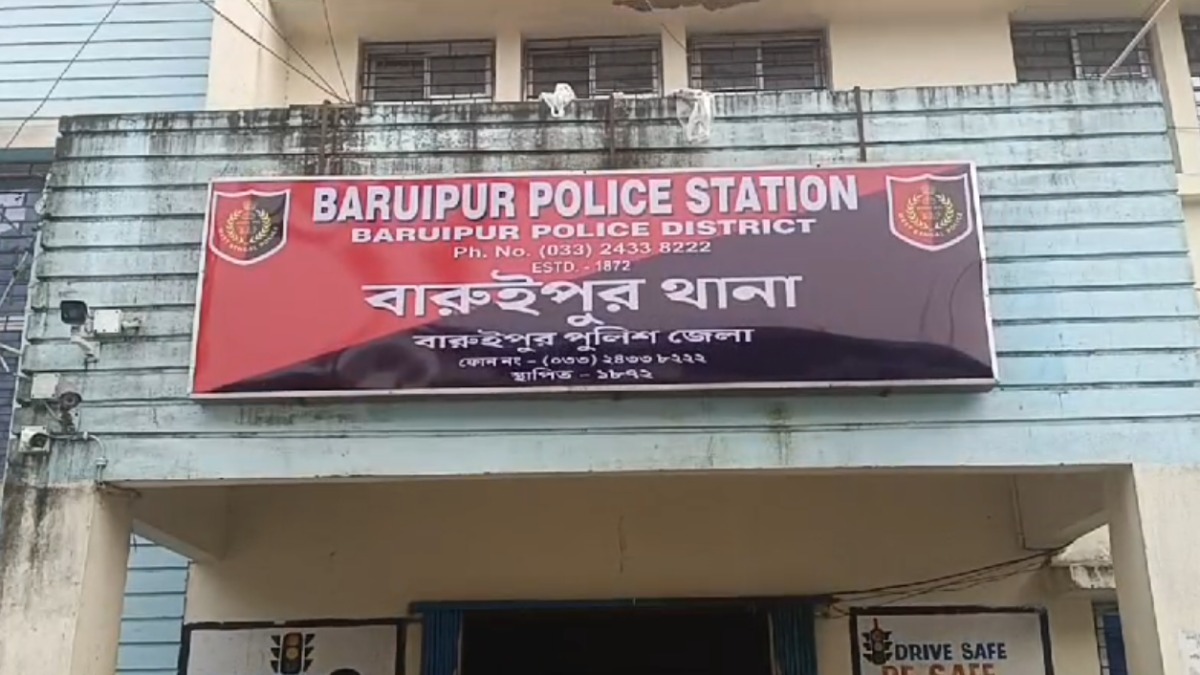 BARUIPUR POLICE STATION
BARUIPUR POLICE DISTRICT
Ph. No. (033) 2433 8222
ESTD. - 1872
বারুইপুর থানা
বারুইপুর পুলিশ জেলা
ফোন নং - (০৩৩) ২৪৩৩ ৮২২২
স্থাপিত - ১৮৭২
DRIVE SAFE